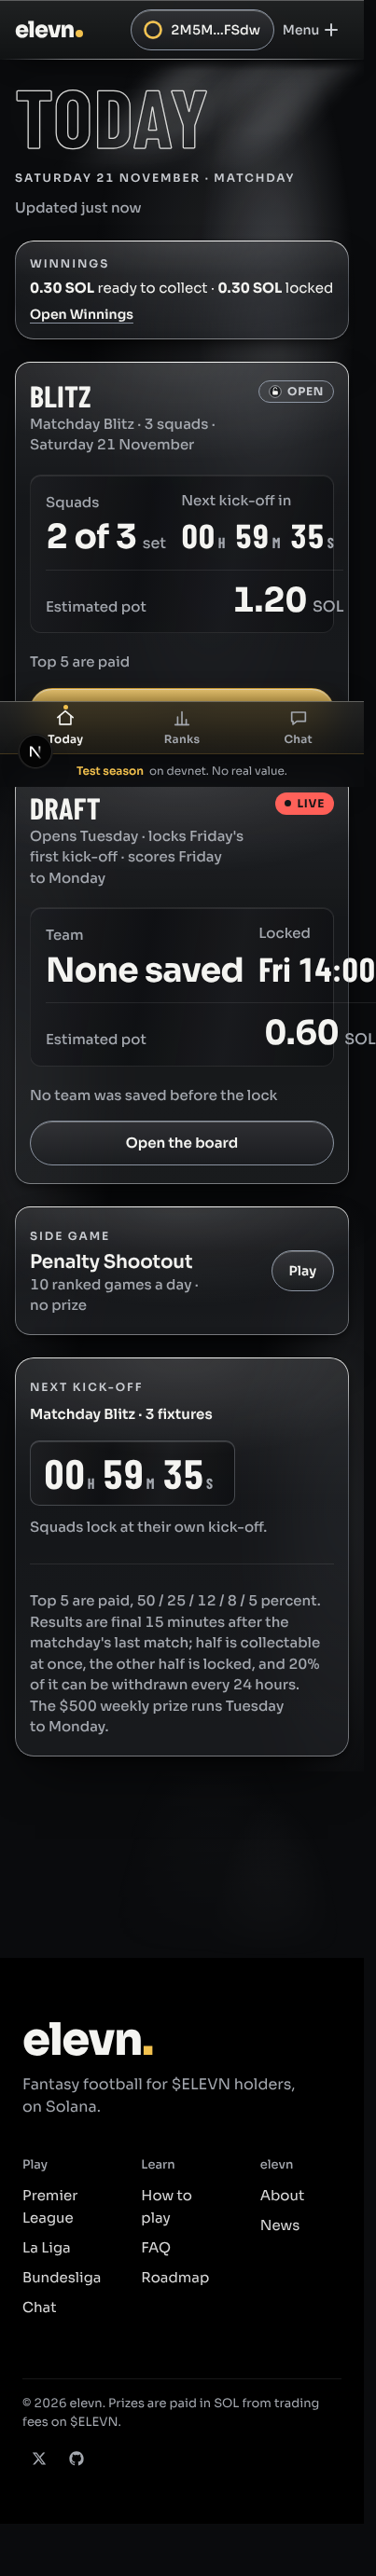 elevn.
2M5M...FSdw
Menu
TODAY
SATURDAY 21 NOVEMBER · MATCHDAY
Updated just now
WINNINGS
0.30 SOL ready to collect · 0.30 SOL locked
Open Winnings
BLITZ
OPEN
Matchday Blitz · 3 squads ·
Saturday 21 November
Squads
Next kick-off in
2 of 3 set
00 H 59 M 35 S
Estimated pot
1.20 SOL
Top 5 are paid
Today
Ranks
Chat
N
Test season on devnet. No real value.
DRAFT
LIVE
Opens Tuesday · locks Friday's
first kick-off · scores Friday
to Monday
Team
Locked
None saved
Fri 14:00
Estimated pot
0.60 SOL
No team was saved before the lock
Open the board
SIDE GAME
Penalty Shootout
10 ranked games a day ·
no prize
Play
NEXT KICK-OFF
Matchday Blitz · 3 fixtures
00 H 59 M 35 S
Squads lock at their own kick-off.
Top 5 are paid, 50 / 25 / 12 / 8 / 5 percent.
Results are final 15 minutes after the
matchday's last match; half is collectable
at once, the other half is locked, and 20%
of it can be withdrawn every 24 hours.
The $500 weekly prize runs Tuesday
to Monday.
elevn.
Fantasy football for $ELEVN holders,
on Solana.
Play
Premier
League
La Liga
Bundesliga
Chat
Learn
How to
play
FAQ
Roadmap
elevn
About
News
© 2026 elevn. Prizes are paid in SOL from trading
fees on $ELEVN.